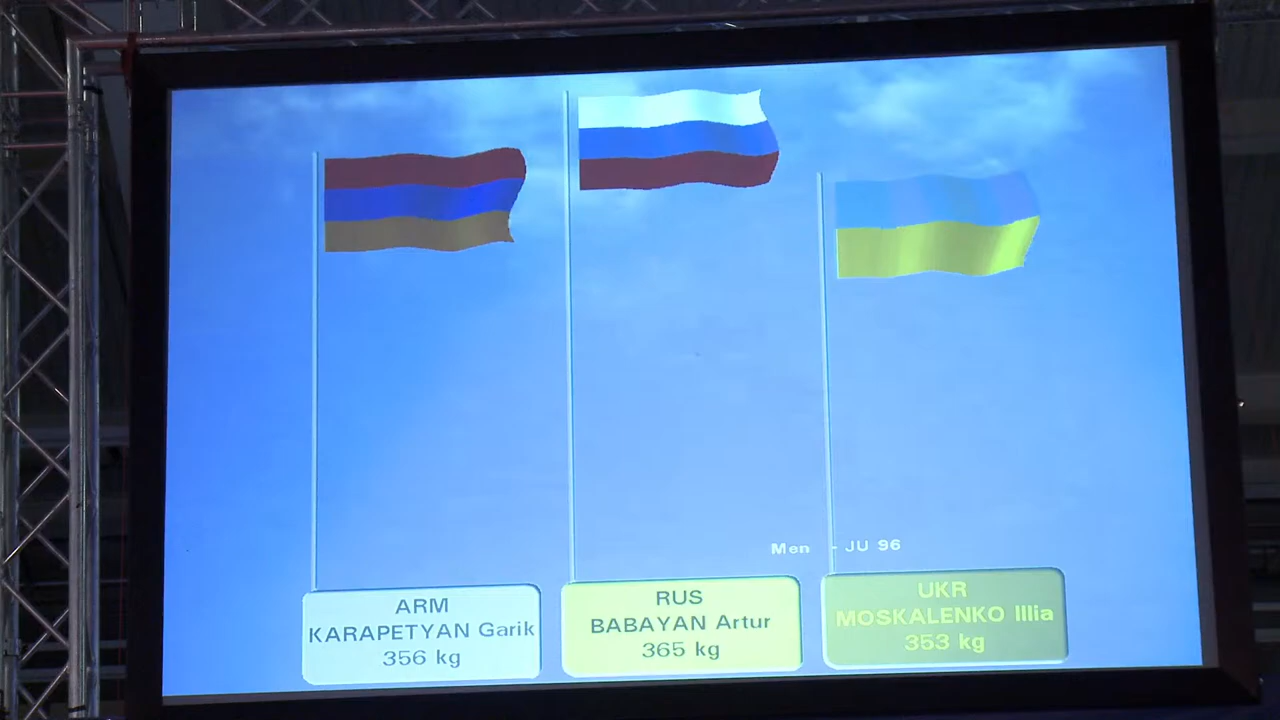 Men - JU 96
ARM
KARAPETYAN Garik
356 kg
RUS
BABAYAN Artur
365 kg
UKR
MOSKALENKO Illia
353 kg